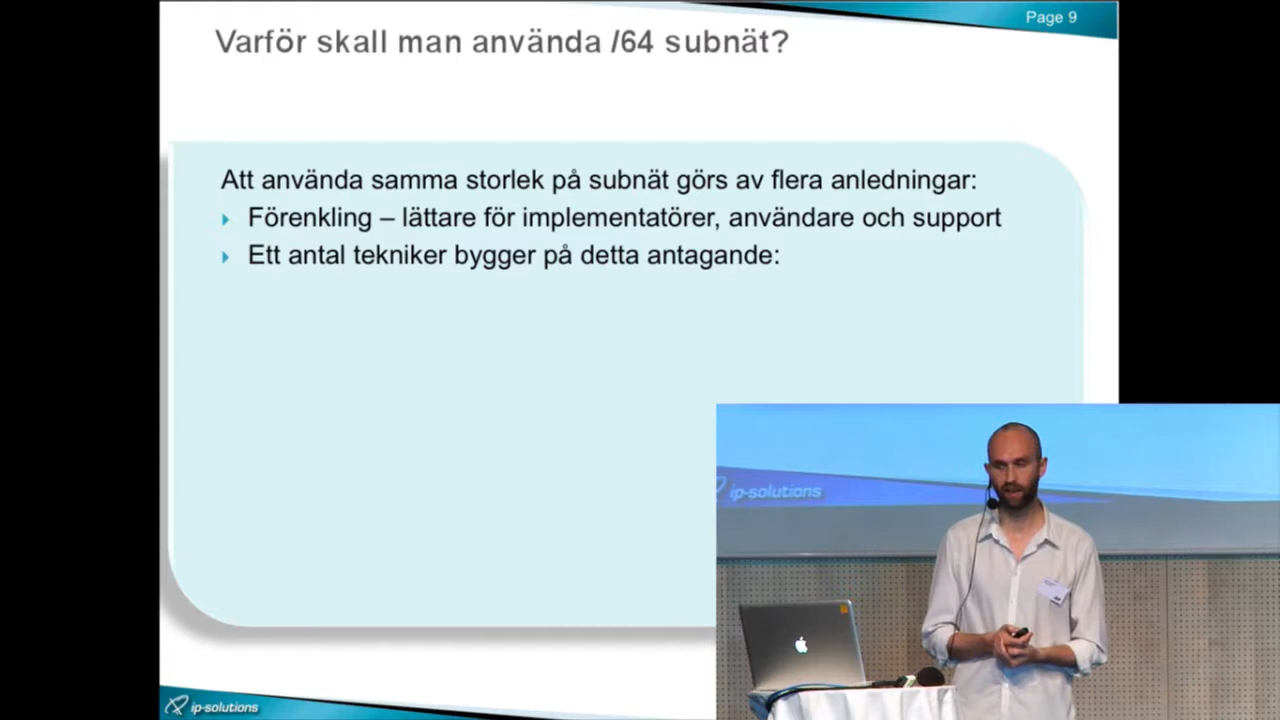 Page 9
Varför skall man använda /64 subnät?
Att använda samma storlek på subnät görs av flera anledningar:
Förenkling – lättare för implementatörer, användare och support
Ett antal tekniker bygger på detta antagande:
ip-solutions
ip-solutions